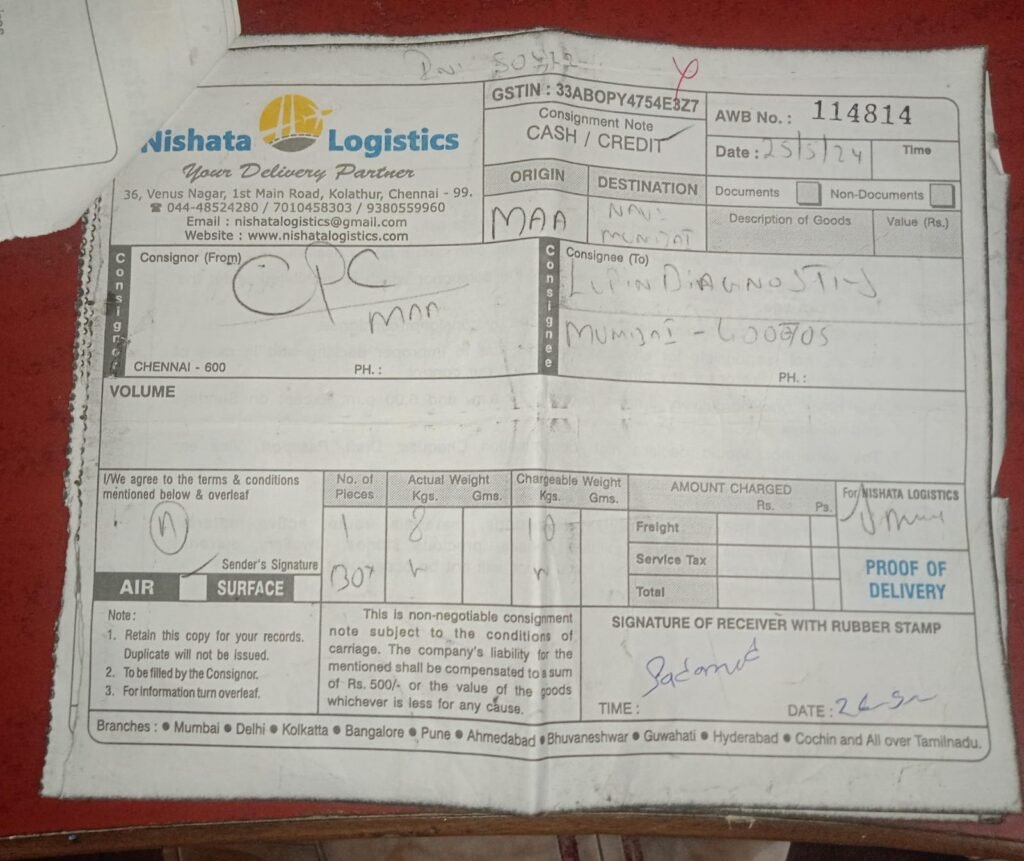 Nishata Logistics
Your Delivery Partner
36, Venus Nagar, 1st Main Road, Kolathur, Chennai - 99.
☎ 044-48524280 / 7010458303 / 9380559960
Email : nishatalogistics@gmail.com
Website : www.nishatalogistics.com
GSTIN : 33ABOPY4754E3Z7
Consignment Note
CASH / CREDIT
ORIGIN
MAA
DESTINATION
NAVI
MUMBAI
AWB No. : 114814
Date : 25/5/24
Time
Documents
Non-Documents
Description of Goods
Value (Rs.)
Consignor
Consignor (From)
CPC
MAA
CHENNAI - 600
PH. :
Consignee
Consignee (To)
LUPIN DIAGNOSTICS
MUMBAI -
PH. :
VOLUME
I/We agree to the terms & conditions
mentioned below & overleaf
Sender's Signature
AIR
SURFACE
No. of
Pieces
1
BOX
Actual Weight
Kgs. Gms.
8
Chargeable Weight
Kgs. Gms.
10
AMOUNT CHARGED
Rs. Ps.
Freight
Service Tax
Total
For NISHATA LOGISTICS
PROOF OF
DELIVERY
Note :
1. Retain this copy for your records.
Duplicate will not be issued.
2. To be filled by the Consignor.
3. For information turn overleaf.
This is non-negotiable consignment
note subject to the conditions of
carriage. The company's liability for the
mentioned shall be compensated to a sum
of Rs. 500/- or the value of the goods
whichever is less for any cause.
SIGNATURE OF RECEIVER WITH RUBBER STAMP
TIME :
DATE :
Branches : ● Mumbai ● Delhi ● Kolkatta ● Bangalore ● Pune ● Ahmedabad ● Bhuvaneshwar ● Guwahati ● Hyderabad ● Cochin and All over Tamilnadu.